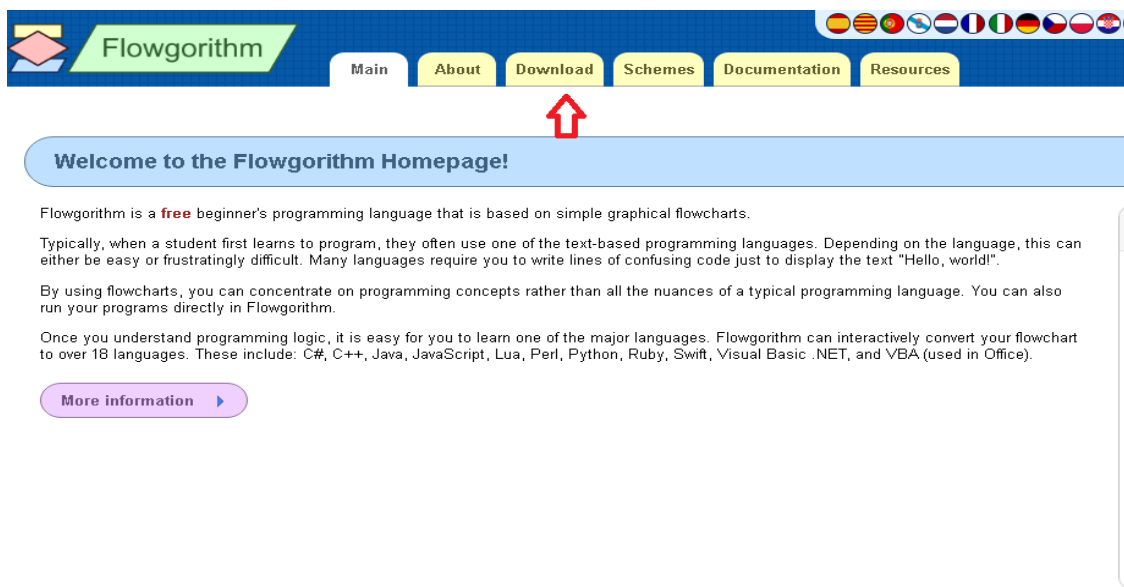 Flowgorithm
Main About Download Schemes Documentation Resources
Welcome to the Flowgorithm Homepage!
Flowgorithm is a free beginner's programming language that is based on simple graphical flowcharts.
Typically, when a student first learns to program, they often use one of the text-based programming languages. Depending on the language, this can
either be easy or frustratingly difficult. Many languages require you to write lines of confusing code just to display the text "Hello, world!".
By using flowcharts, you can concentrate on programming concepts rather than all the nuances of a typical programming language. You can also
run your programs directly in Flowgorithm.
Once you understand programming logic, it is easy for you to learn one of the major languages. Flowgorithm can interactively convert your flowchart
to over 18 languages. These include: C#, C++, Java, JavaScript, Lua, Perl, Python, Ruby, Swift, Visual Basic .NET, and VBA (used in Office).
More information